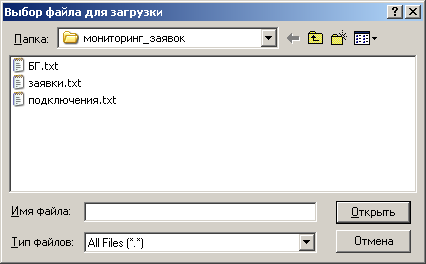 Выбор файла для загрузки
Папка: мониторинг_заявок
БГ.txt
заявки.txt
подключения.txt
Имя файла: Открыть
Тип файлов: All Files (*.*) Отмена